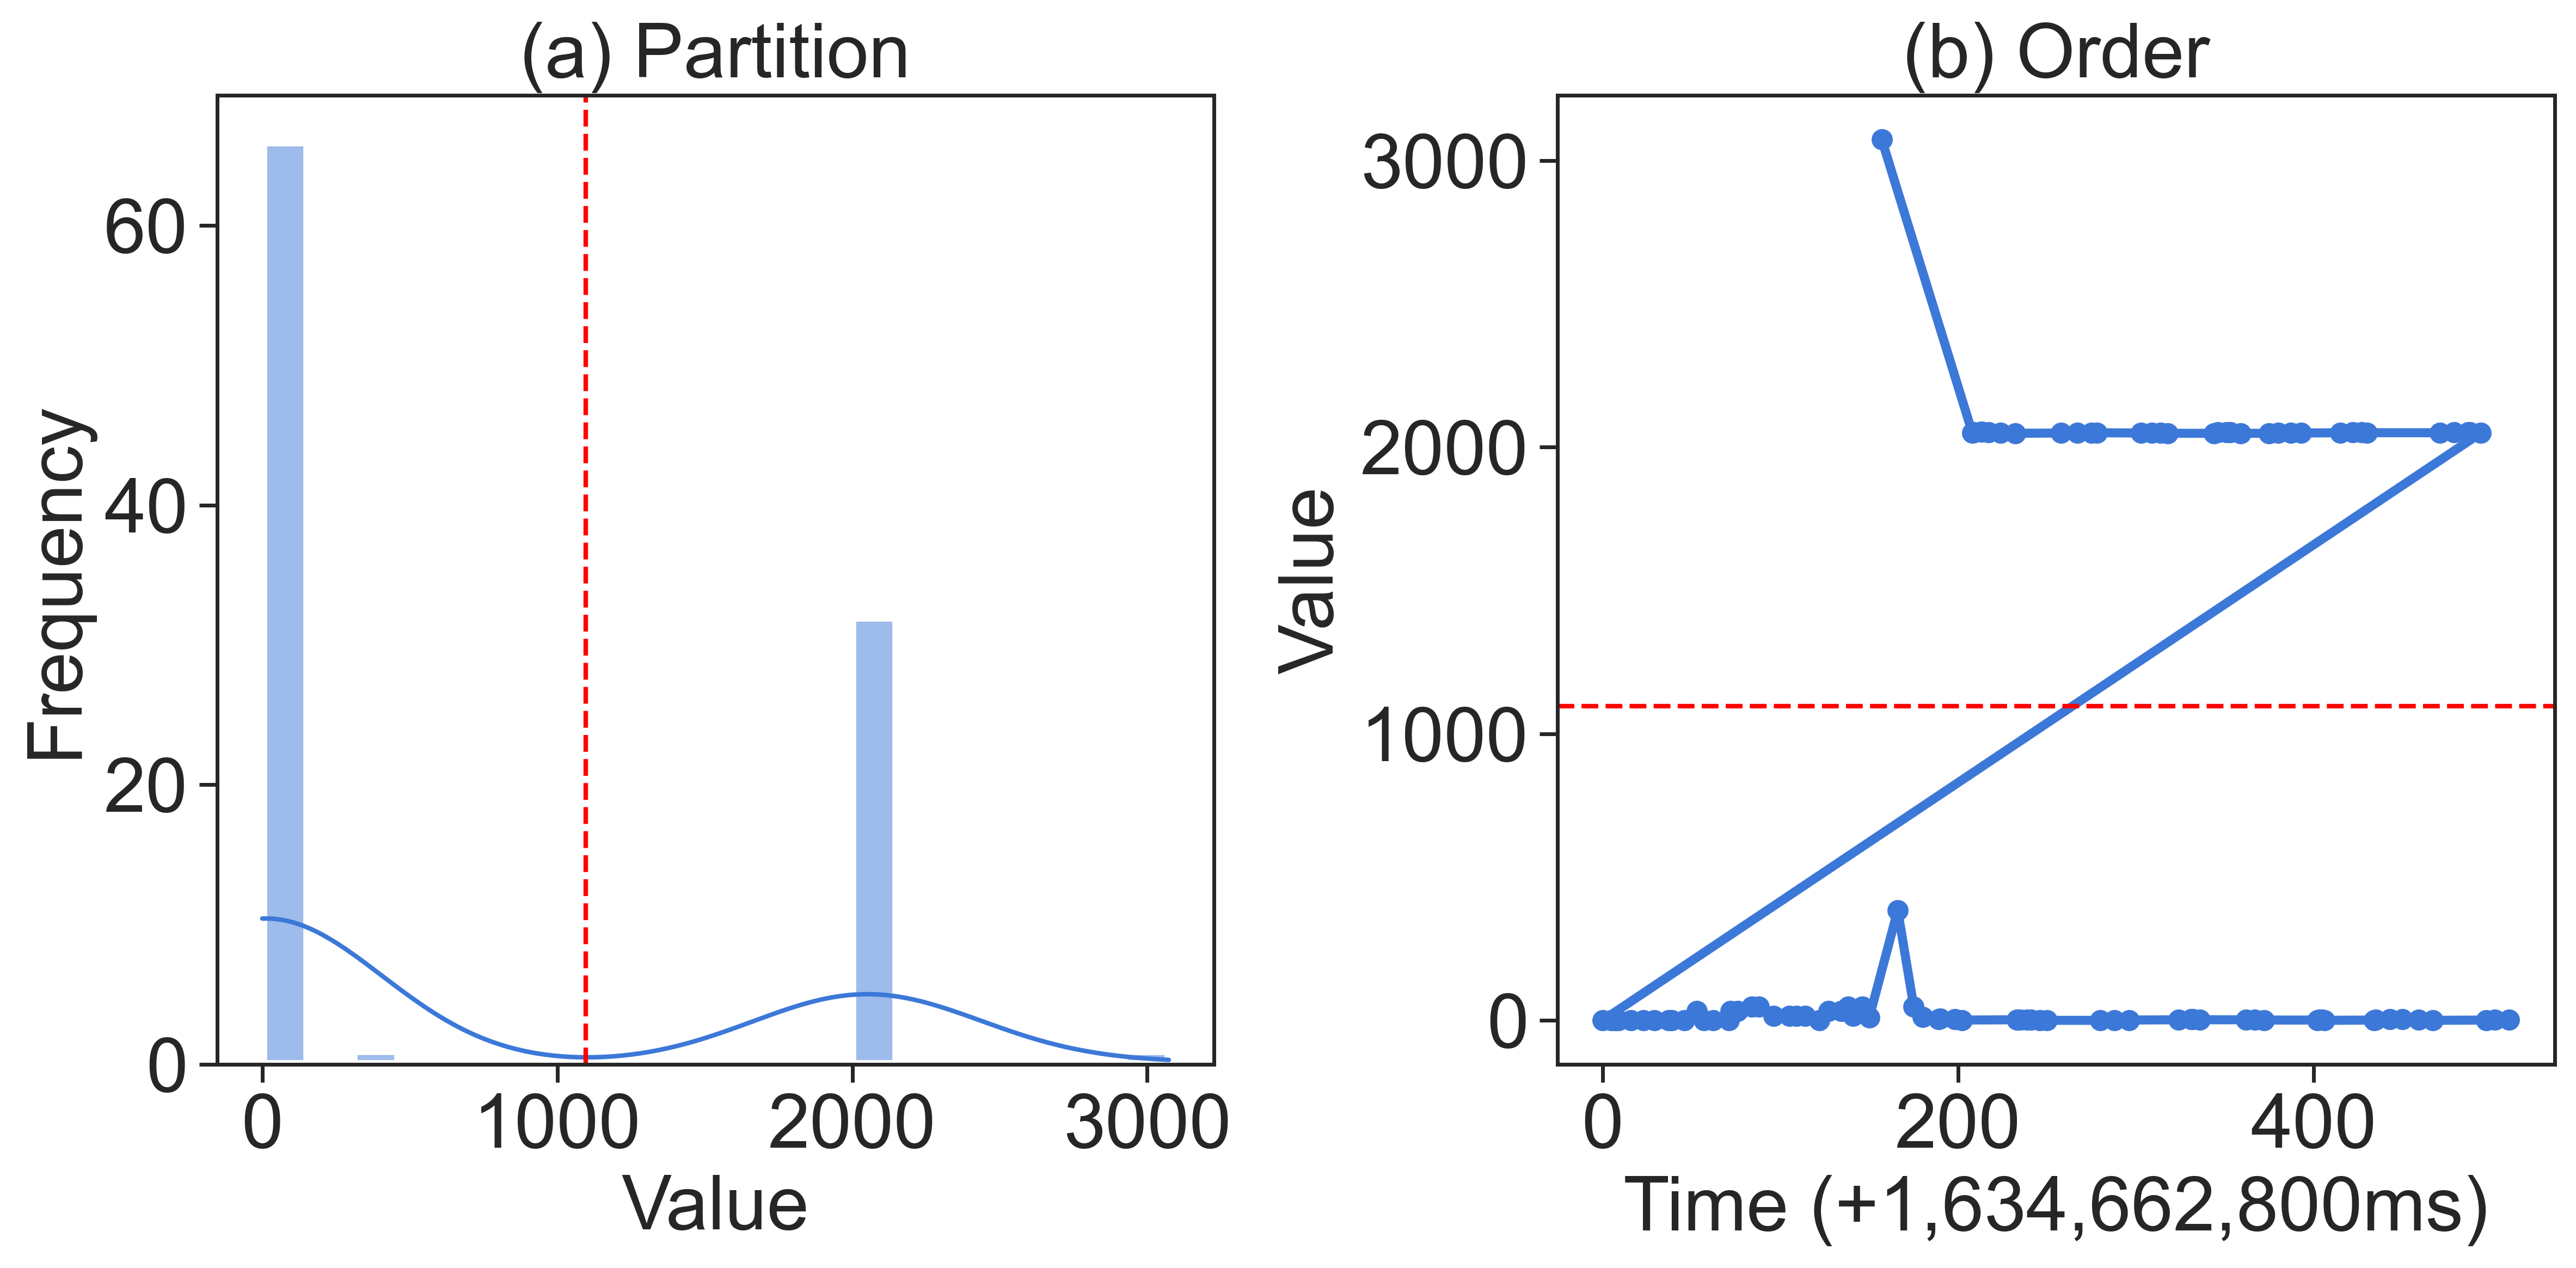 (a) Partition
Frequency
60
40
20
0
0 1000 2000 3000
Value
(b) Order
Value
3000
2000
1000
0
0 200 400
Time (+1,634,662,800ms)